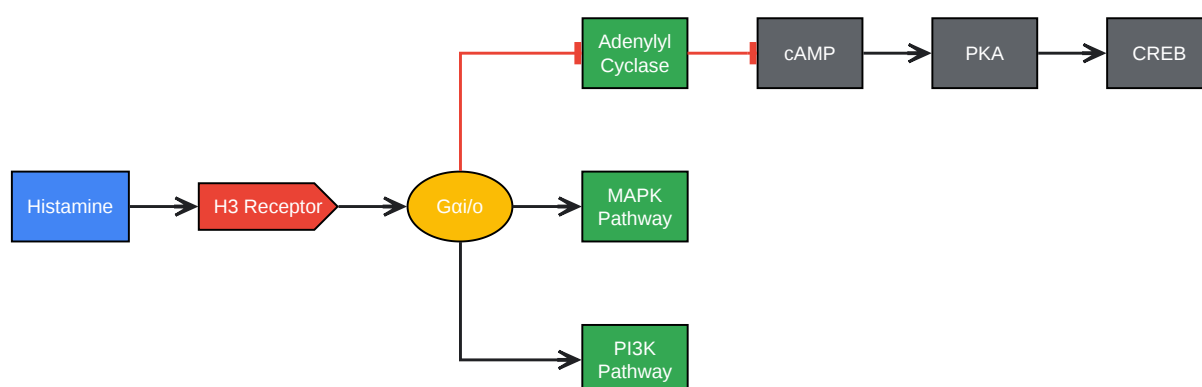 Adenylyl
Cyclase
cAMP
PKA
CREB
Histamine
H3 Receptor
Gαi/o
MAPK
Pathway
PI3K
Pathway